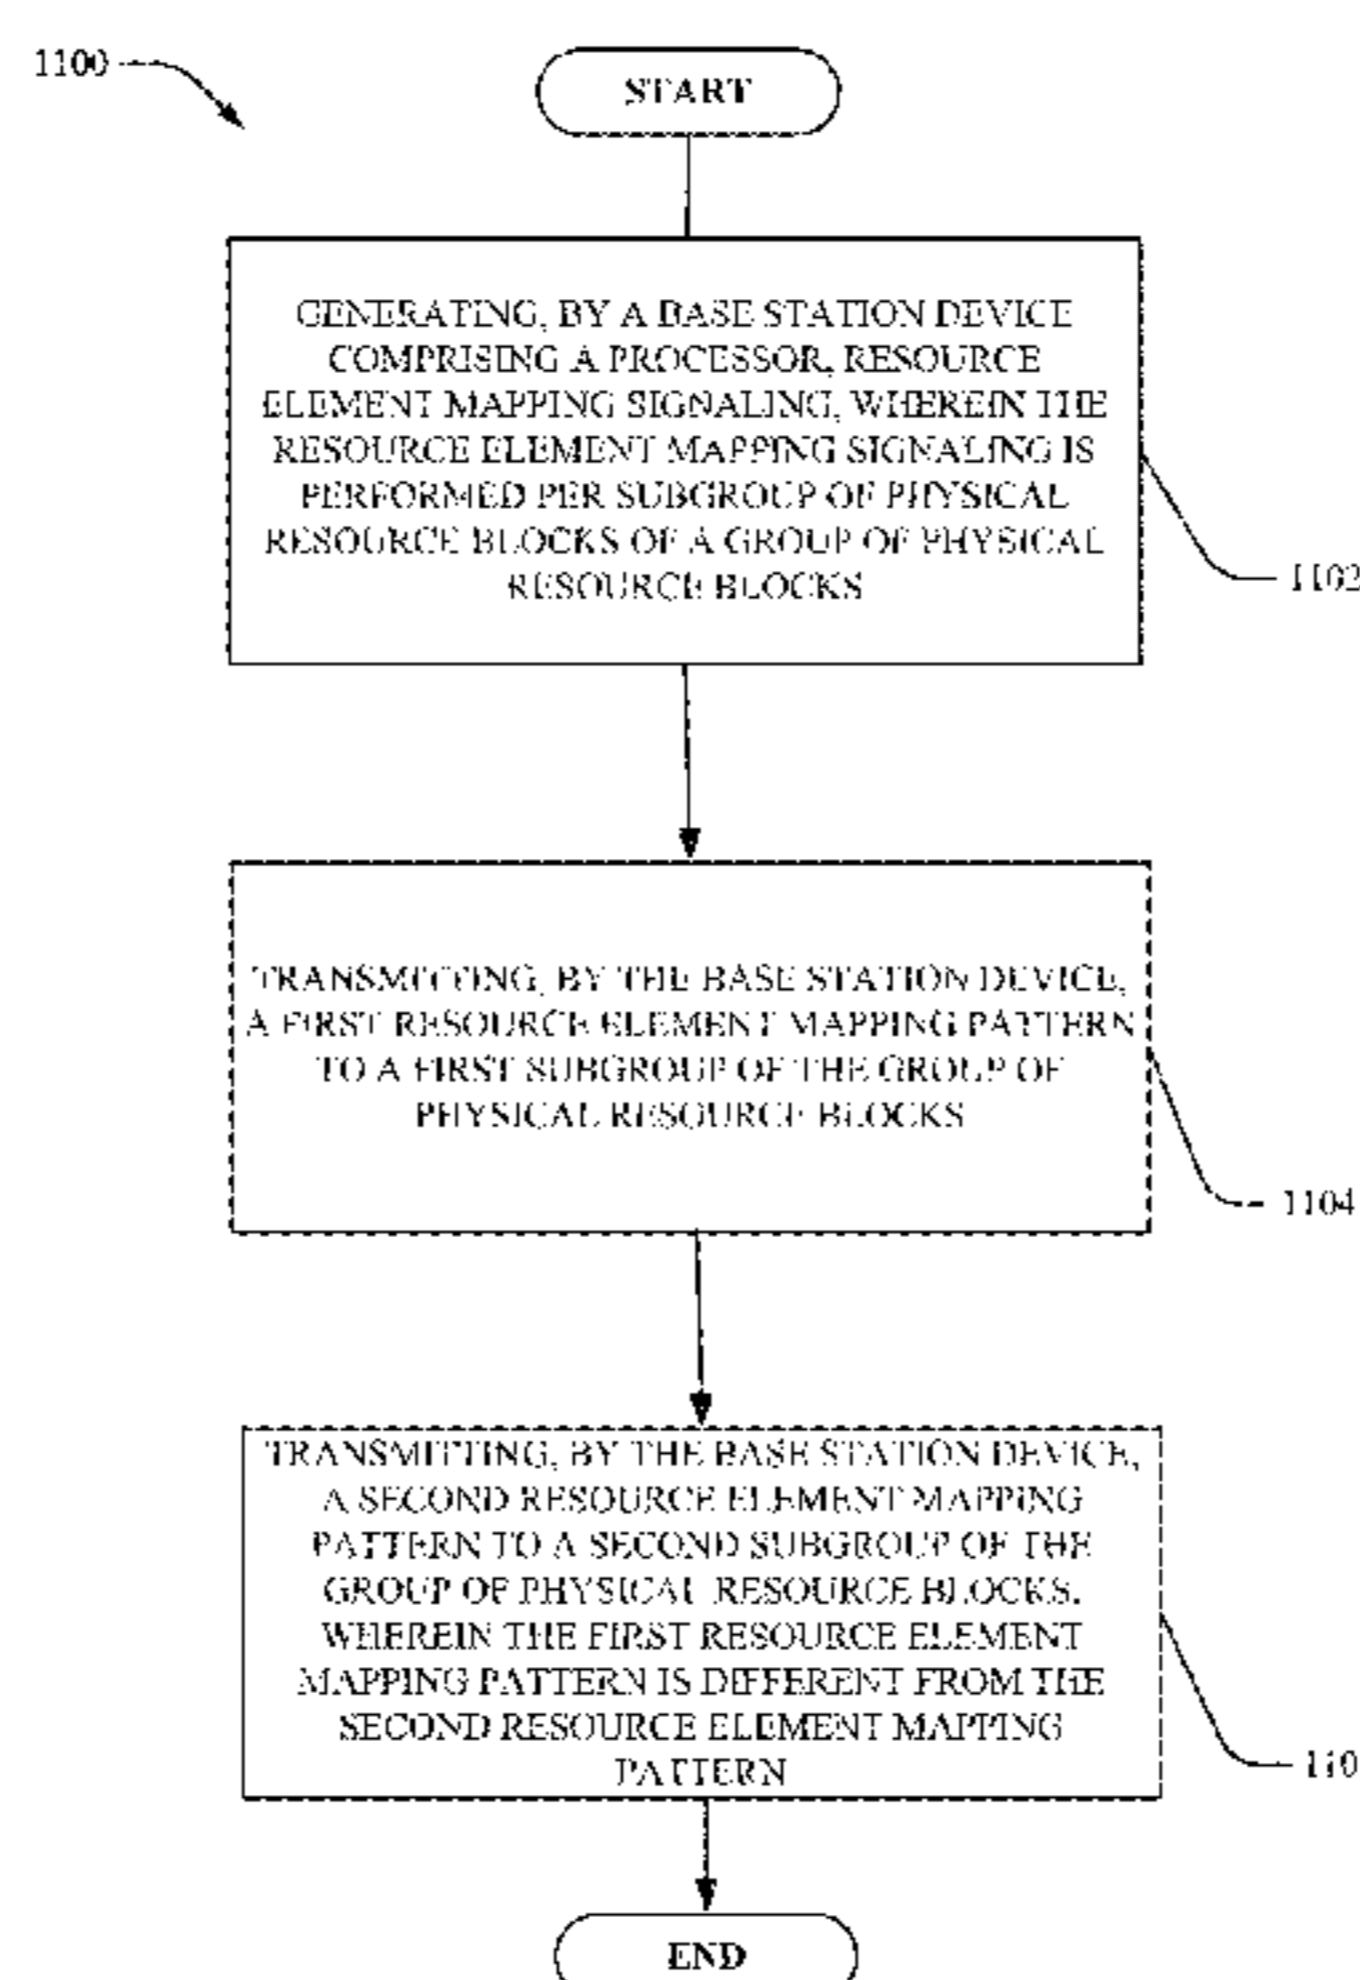 1100
START
GENERATING, BY A BASE STATION DEVICE
COMPRISING A PROCESSOR, RESOURCE
ELEMENT MAPPING SIGNALING, WHEREIN THE
RESOURCE ELEMENT MAPPING SIGNALING IS
PERFORMED PER SUBGROUP OF PHYSICAL
RESOURCE BLOCKS OF A GROUP OF PHYSICAL
RESOURCE BLOCKS
1102
TRANSMITTING, BY THE BASE STATION DEVICE,
A FIRST RESOURCE ELEMENT MAPPING PATTERN
TO A FIRST SUBGROUP OF THE GROUP OF
PHYSICAL RESOURCE BLOCKS
1104
TRANSMITTING, BY THE BASE STATION DEVICE,
A SECOND RESOURCE ELEMENT MAPPING
PATTERN TO A SECOND SUBGROUP OF THE
GROUP OF PHYSICAL RESOURCE BLOCKS,
WHEREIN THE FIRST RESOURCE ELEMENT
MAPPING PATTERN IS DIFFERENT FROM THE
SECOND RESOURCE ELEMENT MAPPING
PATTERN
110
END